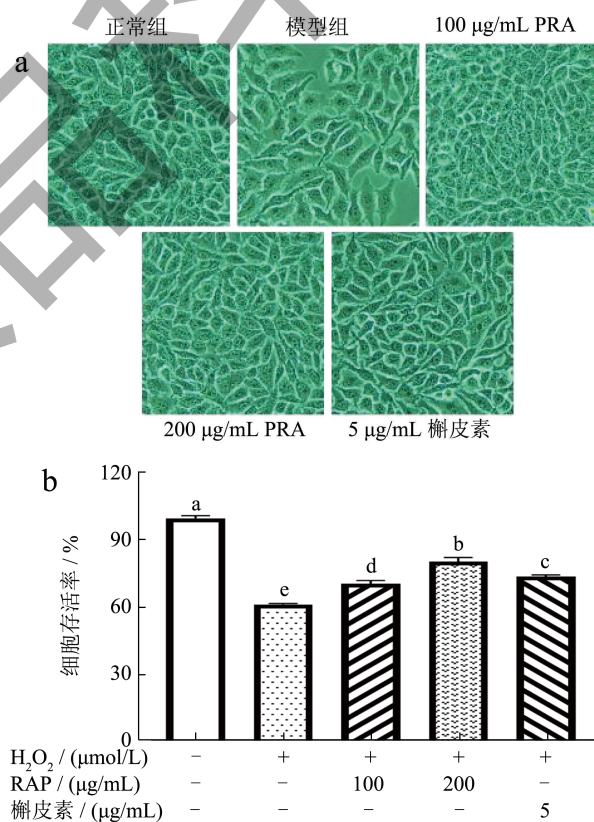 正常组 模型组 100 μg/mL PRA
a
200 μg/mL PRA 5 μg/mL 槲皮素
b
细胞存活率 / %
120
90
60
30
0
a
e
d
b
c
H₂O₂ / (μmol/L) − + + + +
RAP / (μg/mL) − − 100 200 −
槲皮素 / (μg/mL) − − − − 5